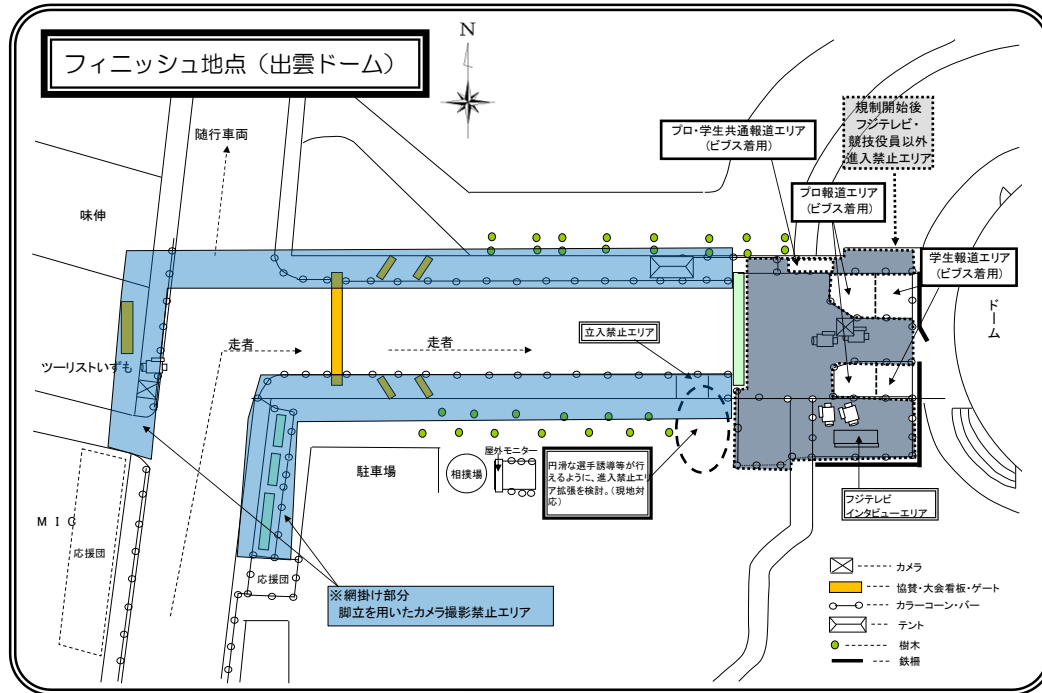 フィニッシュ地点（出雲ドーム）
N
随行車両
プロ・学生共通報道エリア
(ビブス着用)
規制開始後
フジテレビ・
競技役員以外
進入禁止エリア
プロ報道エリア
(ビブス着用)
学生報道エリア
(ビブス着用)
味伸
ドーム
立入禁止エリア
走者
走者
ツーリストいずも
屋外モニター
駐車場
相撲場
円滑な選手誘導等が行
えるように、進入禁止エリ
ア拡張を検討。（現地対
応）
フジテレビ
インタビューエリア
ＭＩＣ
応援団
応援団
※網掛け部分
脚立を用いたカメラ撮影禁止エリア
カメラ
協賛・大会看板・ゲート
カラーコーン・バー
テント
樹木
鉄柵